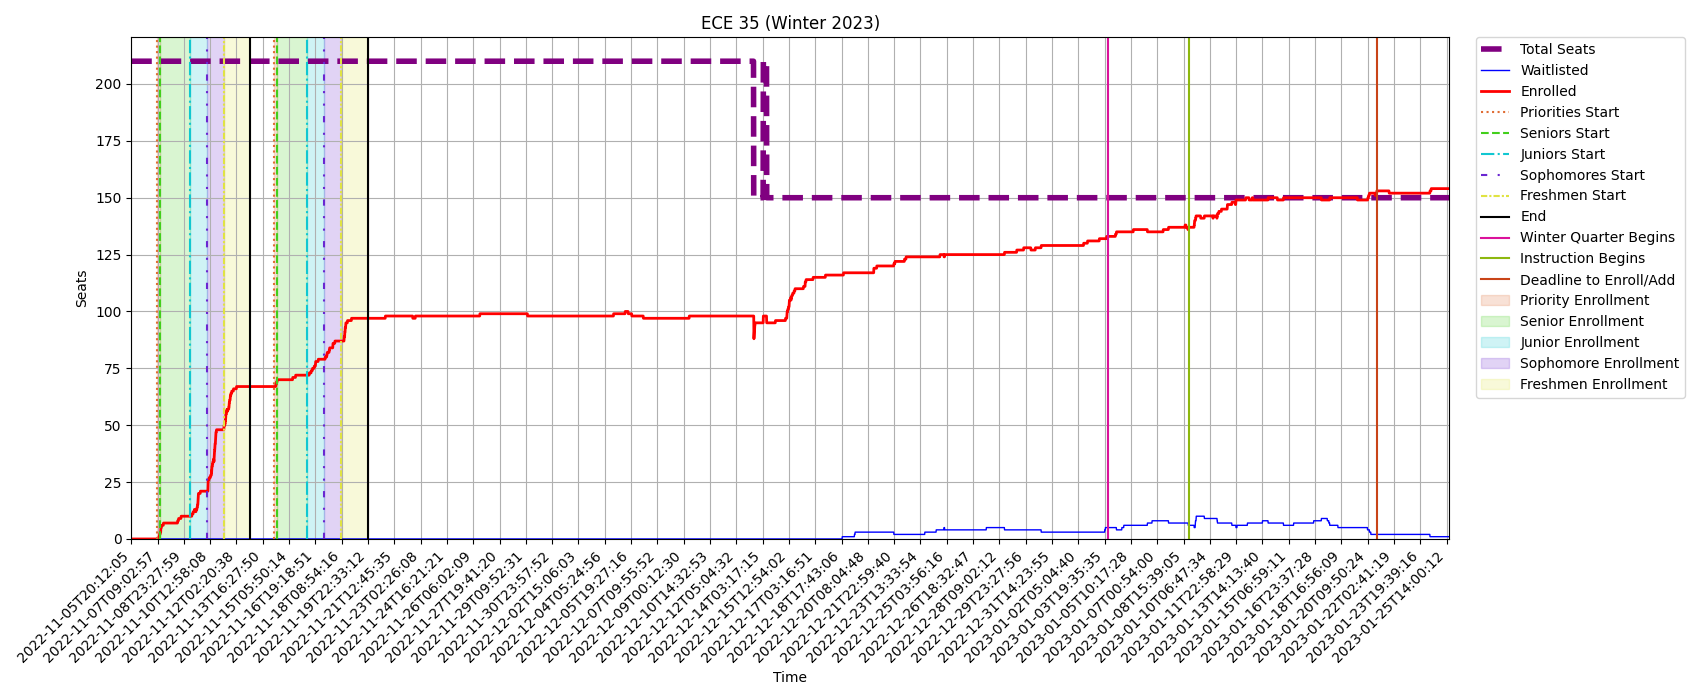 ECE 35 (Winter 2023)
200
175
150
125
100
75
50
25
0
Seats
2022-11-05T20:12:05
2022-11-07T09:02:57
2022-11-08T23:27:59
2022-11-10T12:58:08
2022-11-12T02:20:38
2022-11-13T16:27:50
2022-11-15T05:50:14
2022-11-16T19:18:51
2022-11-18T08:54:16
2022-11-19T22:33:12
2022-11-21T12:45:35
2022-11-23T02:26:08
2022-11-24T16:21:21
2022-11-26T06:02:09
2022-11-27T19:41:20
2022-11-29T09:52:31
2022-11-30T23:57:52
2022-12-02T15:06:03
2022-12-04T05:24:56
2022-12-05T19:27:16
2022-12-07T09:55:52
2022-12-09T00:12:30
2022-12-10T14:32:53
2022-12-12T05:04:32
2022-12-14T03:17:15
2022-12-15T12:54:02
2022-12-17T03:16:51
2022-12-18T17:43:06
2022-12-20T08:04:48
2022-12-21T22:59:40
2022-12-23T13:33:54
2022-12-25T03:56:16
2022-12-26T18:32:47
2022-12-28T09:02:12
2022-12-29T23:27:56
2022-12-31T14:23:55
2023-01-02T05:04:40
2023-01-03T19:35:35
2023-01-05T10:17:28
2023-01-07T00:54:00
2023-01-08T15:39:05
2023-01-10T06:47:34
2023-01-11T22:58:29
2023-01-13T14:13:40
2023-01-15T06:59:11
2023-01-16T23:37:28
2023-01-18T16:56:09
2023-01-20T09:50:24
2023-01-22T02:41:19
2023-01-23T19:39:16
2023-01-25T14:00:12
Time
Total Seats
Waitlisted
Enrolled
Priorities Start
Seniors Start
Juniors Start
Sophomores Start
Freshmen Start
End
Winter Quarter Begins
Instruction Begins
Deadline to Enroll/Add
Priority Enrollment
Senior Enrollment
Junior Enrollment
Sophomore Enrollment
Freshmen Enrollment